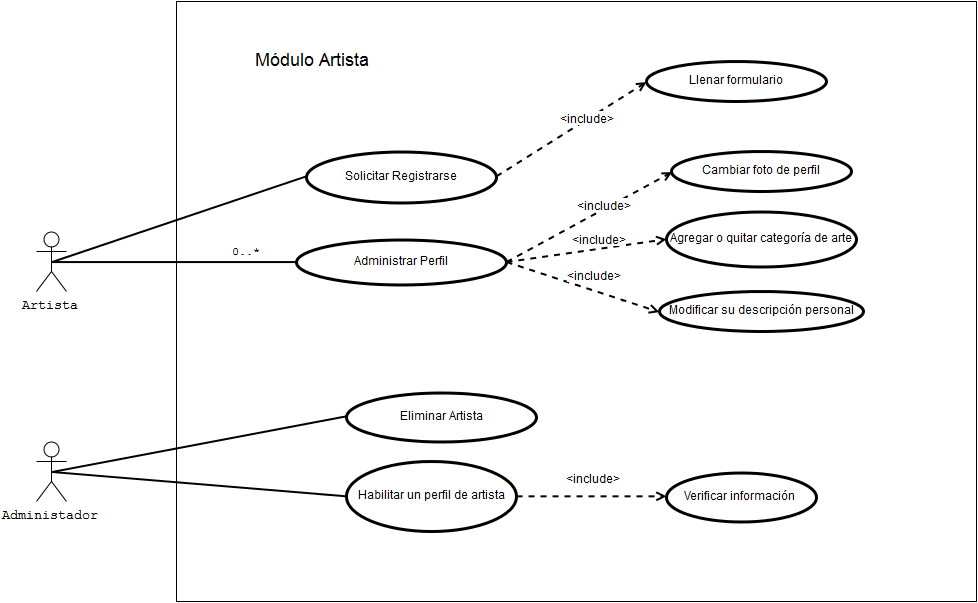 Módulo Artista
Llenar formulario
<include>
Solicitar Registrarse
Cambiar foto de perfil
<include>
Agregar o quitar categoría de arte
<include>
0..*
Administrar Perfil
<include>
Artista
Modificar su descripción personal
Eliminar Artista
<include>
Habilitar un perfil de artista
Verificar información
Administador